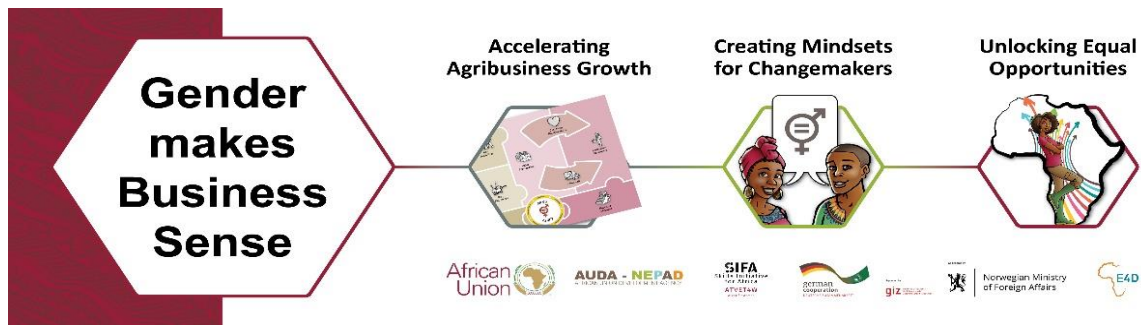 Gender
makes
Business
Sense
Accelerating
Agribusiness Growth
Creating Mindsets
for Changemakers
Unlocking Equal
Opportunities
African
Union
AUDA - NEPAD
SIFA
Skills Initiative
for Africa
ATVET4W
german
cooperation
giz
Norwegian Ministry
of Foreign Affairs
E4D